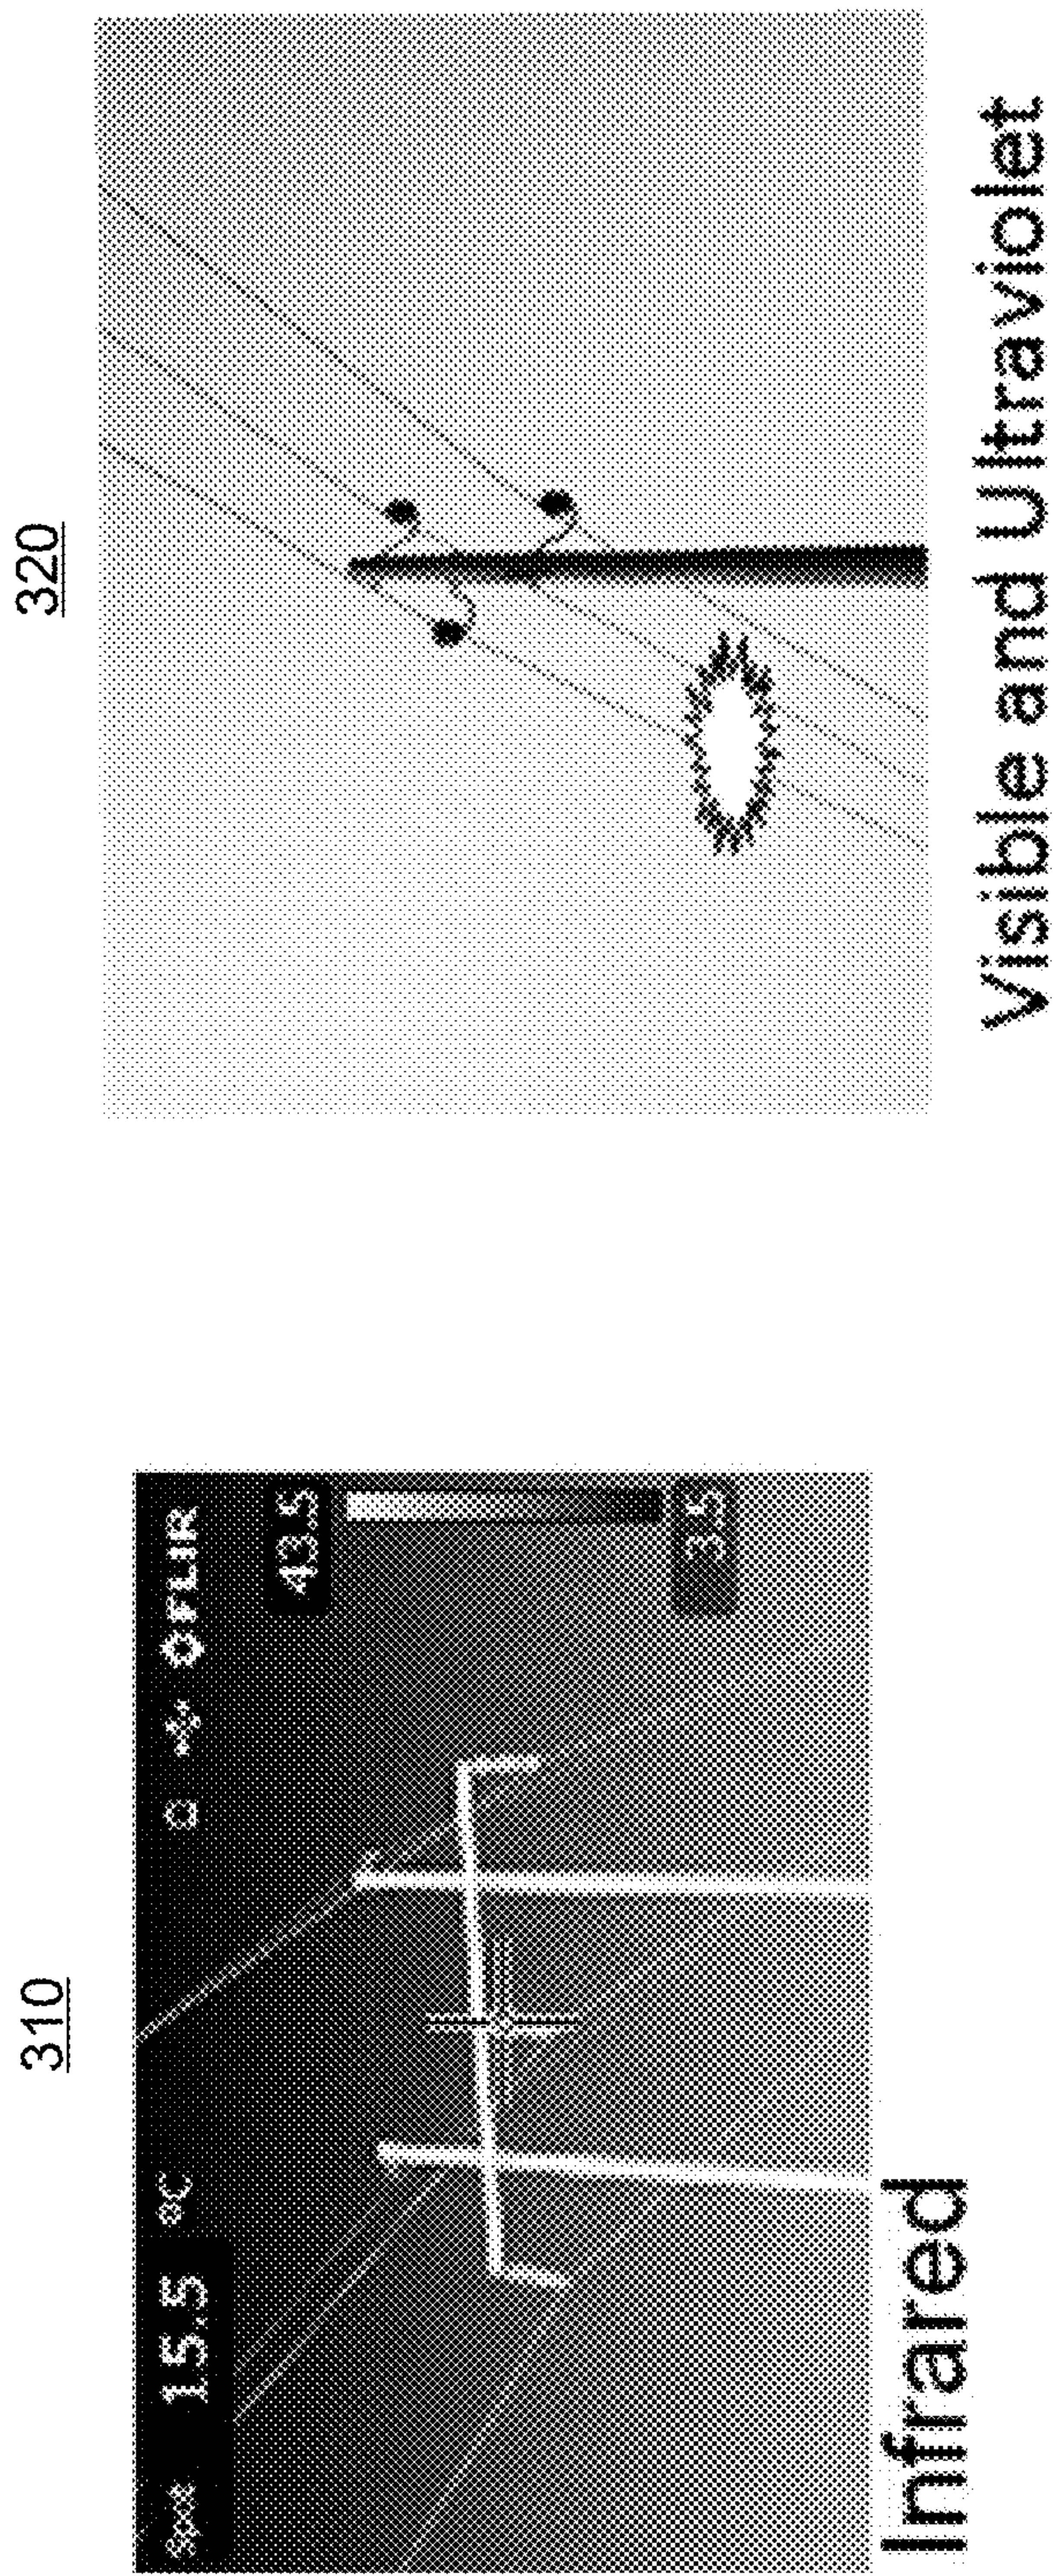 310
Spot 15.5 °C FLIR
43.5
3.5
Infrared
320
Visible and Ultraviolet